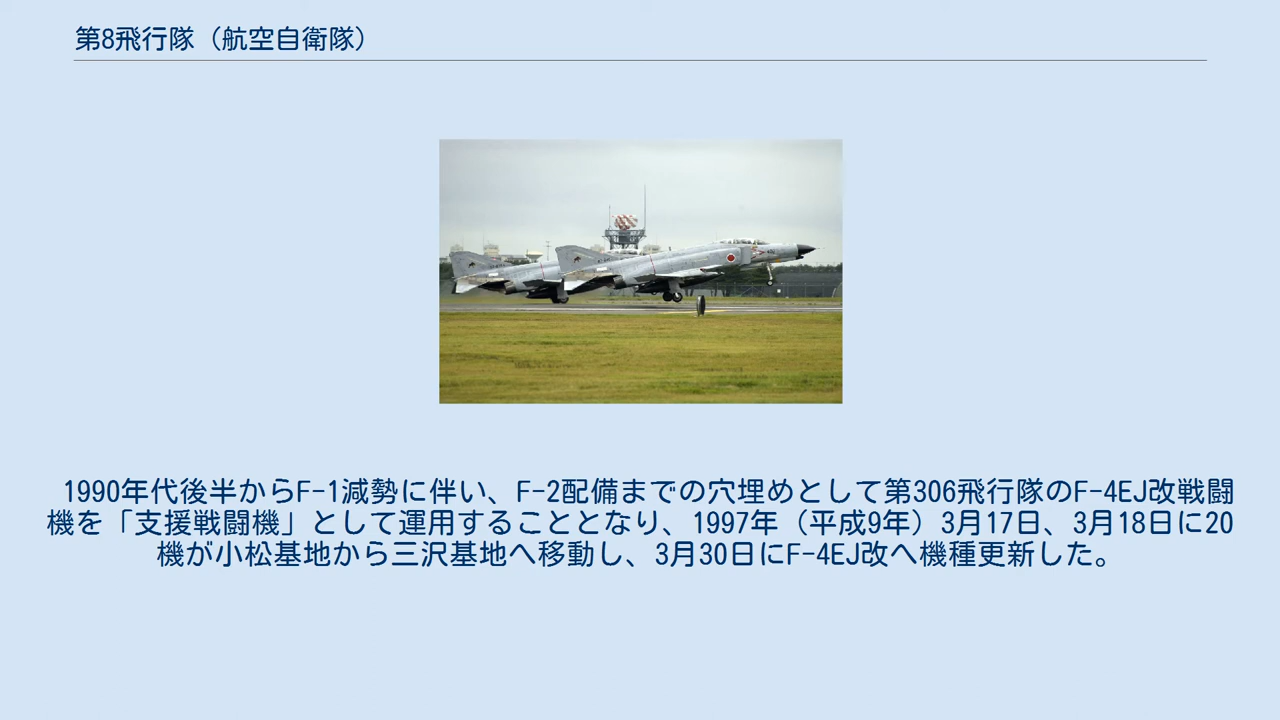 第8飛行隊（航空自衛隊）
1990年代後半からF-1減勢に伴い、F-2配備までの穴埋めとして第306飛行隊のF-4EJ改戦闘
機を「支援戦闘機」として運用することとなり、1997年（平成9年）3月17日、3月18日に20
機が小松基地から三沢基地へ移動し、3月30日にF-4EJ改へ機種更新した。